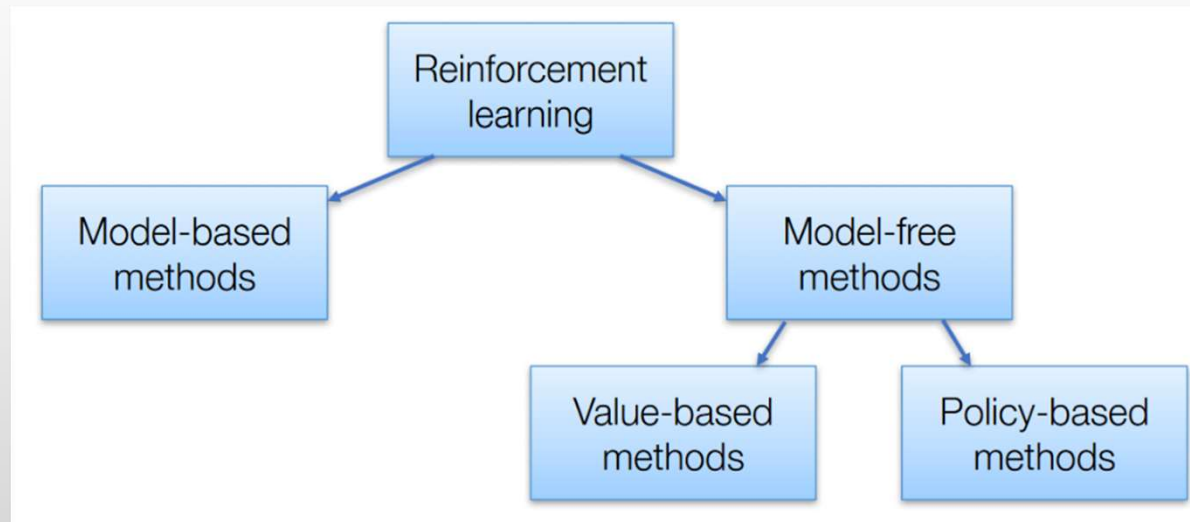 Reinforcement
learning
Model-based
methods
Model-free
methods
Value-based
methods
Policy-based
methods